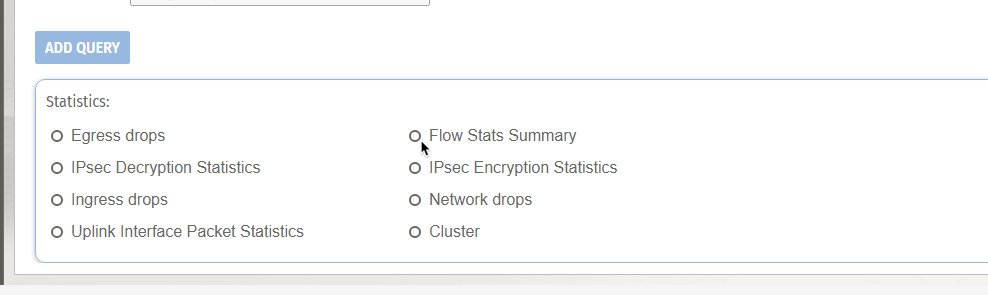 ADD QUERY
Statistics:
Egress drops
Flow Stats Summary
IPsec Decryption Statistics
IPsec Encryption Statistics
Ingress drops
Network drops
Uplink Interface Packet Statistics
Cluster